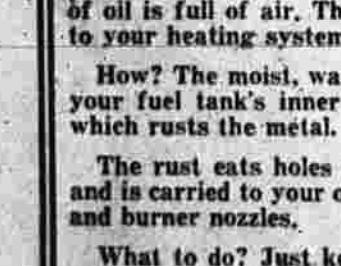 of oil is full of air. Th
to your heating system
How? The moist, wa
your fuel tank's inner
which rusts the metal.
The rust eats holes
and is carried to your o
and burner nozzles.
What to do? Just ke